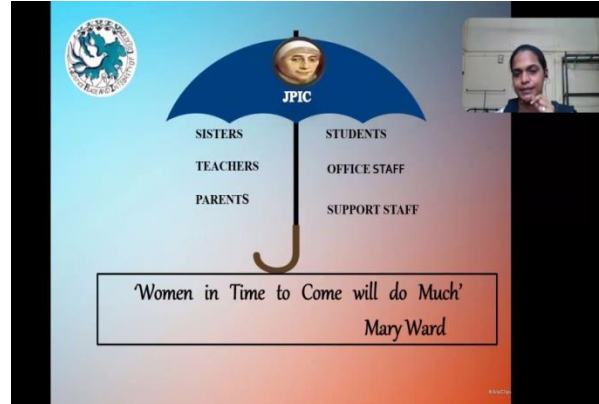 JPIC
SISTERS
STUDENTS
TEACHERS
OFFICE STAFF
PARENTS
SUPPORT STAFF
‘Women in Time to Come will do Much’
Mary Ward